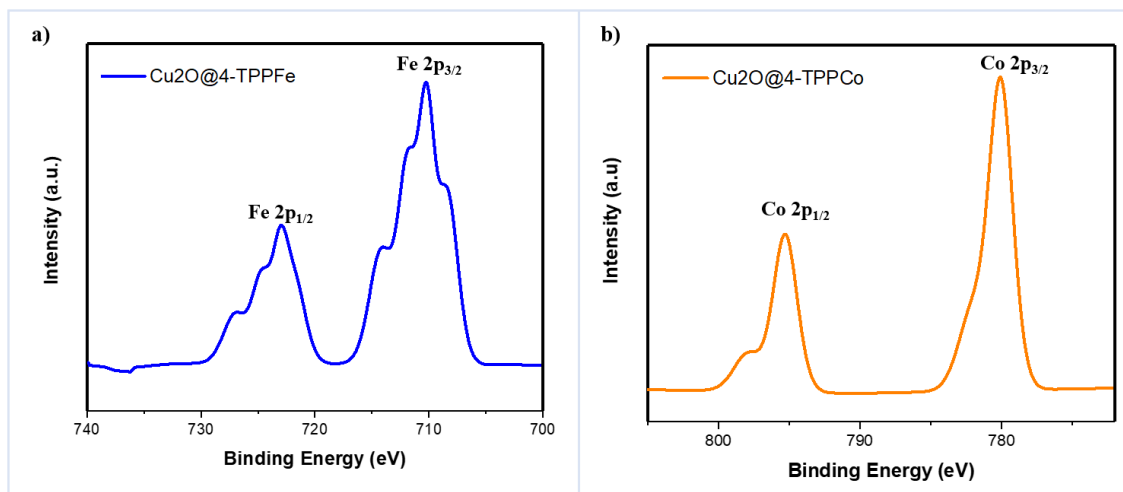 a)
Cu2O@4-TPPFe
Fe 2p3/2
Fe 2p1/2
Intensity (a.u.)
740 730 720 710 700
Binding Energy (eV)
b)
Cu2O@4-TPPCo
Co 2p3/2
Co 2p1/2
Intensity (a.u)
800 790 780
Binding Energy (eV)